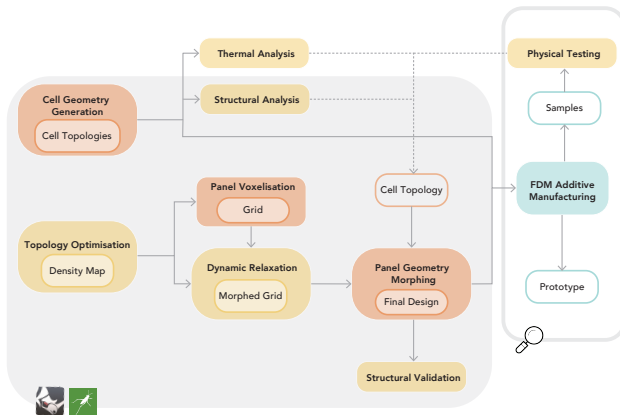 Thermal Analysis
Physical Testing
Cell Geometry
Generation
Cell Topologies
Structural Analysis
Samples
Panel Voxelisation
Grid
Cell Topology
FDM Additive
Manufacturing
Topology Optimisation
Density Map
Dynamic Relaxation
Morphed Grid
Panel Geometry
Morphing
Final Design
Prototype
Structural Validation